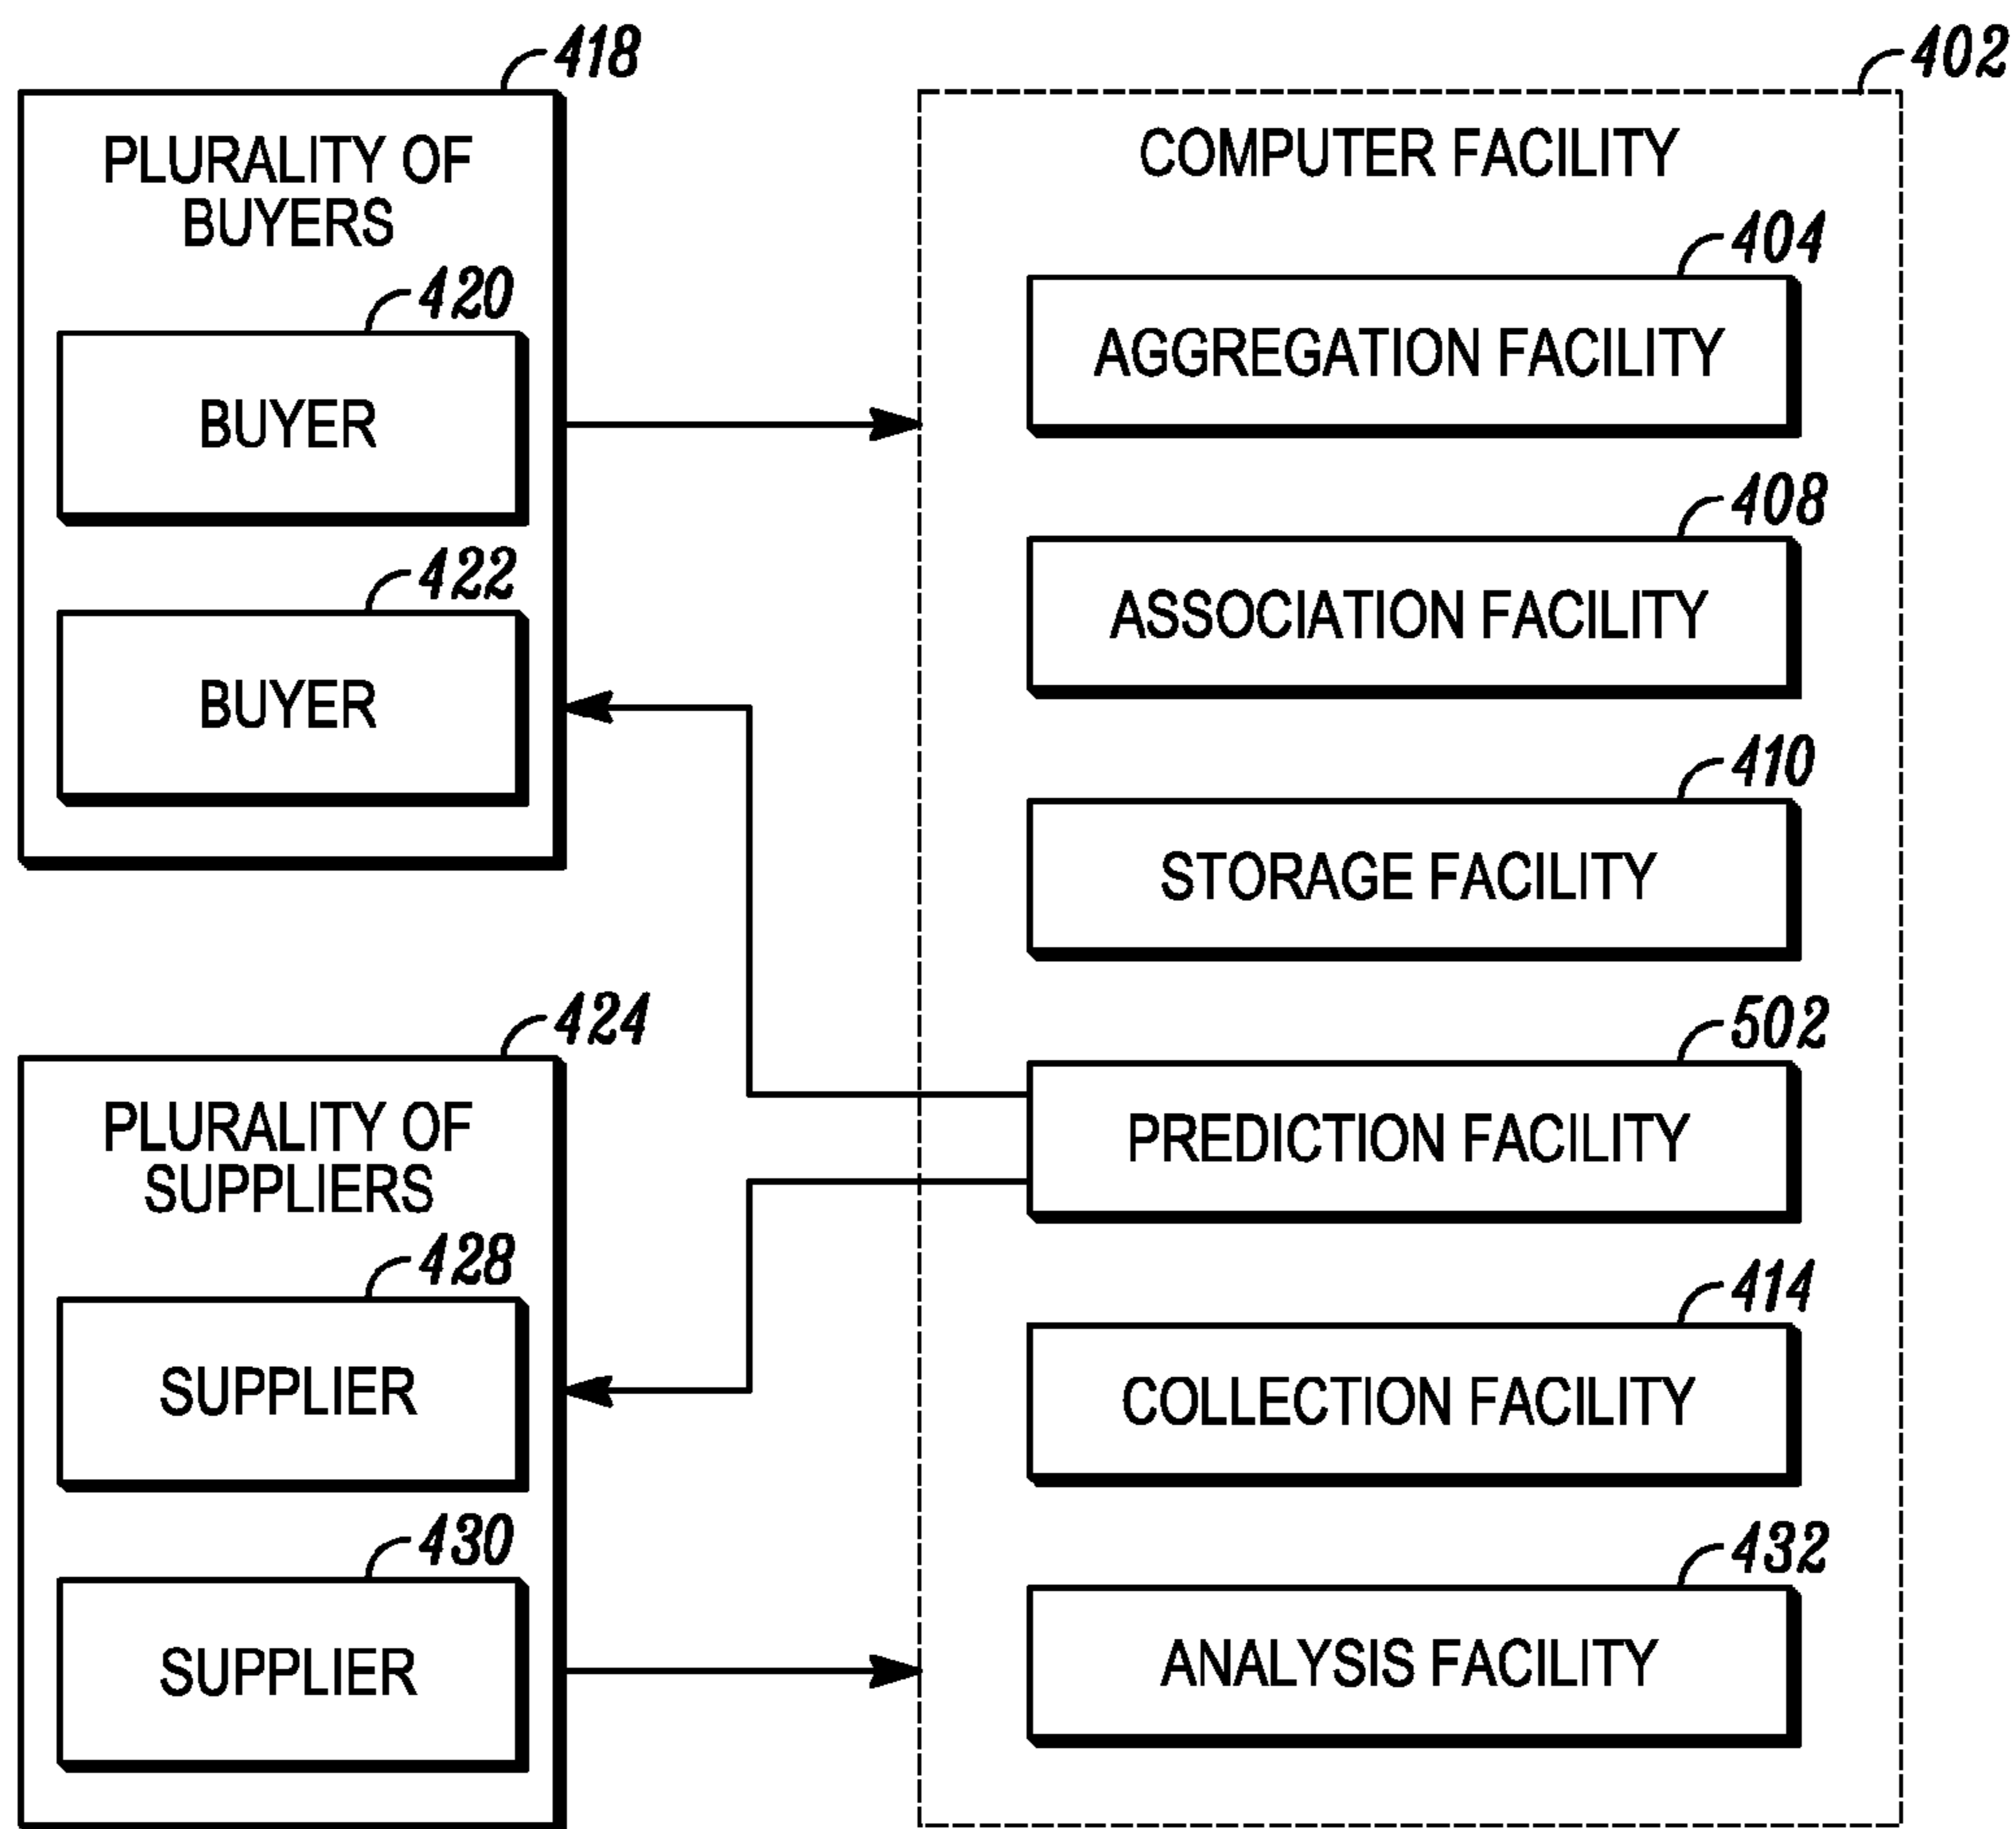 418
PLURALITY OF
BUYERS
420
BUYER
422
BUYER
424
PLURALITY OF
SUPPLIERS
428
SUPPLIER
430
SUPPLIER
402
COMPUTER FACILITY
404
AGGREGATION FACILITY
408
ASSOCIATION FACILITY
410
STORAGE FACILITY
502
PREDICTION FACILITY
414
COLLECTION FACILITY
432
ANALYSIS FACILITY